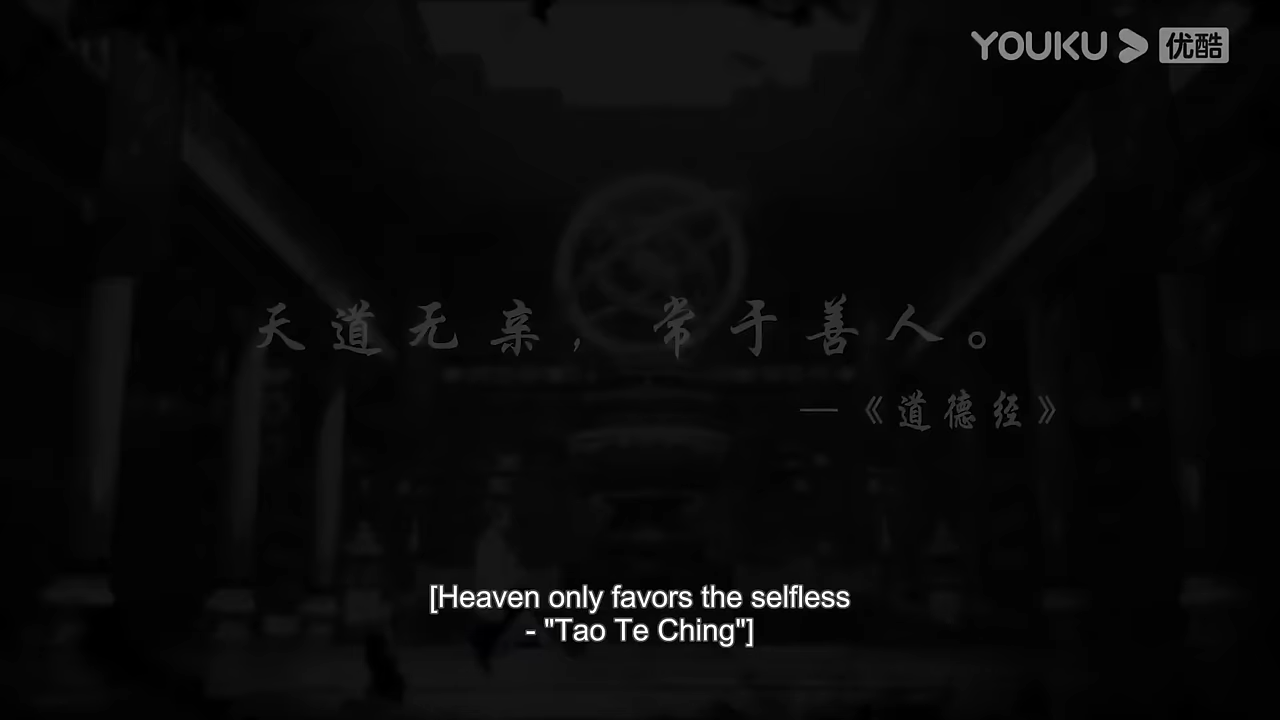 YOUKU 优酷
天道无亲，常于善人。
— 《道德经》
[Heaven only favors the selfless
- "Tao Te Ching"]